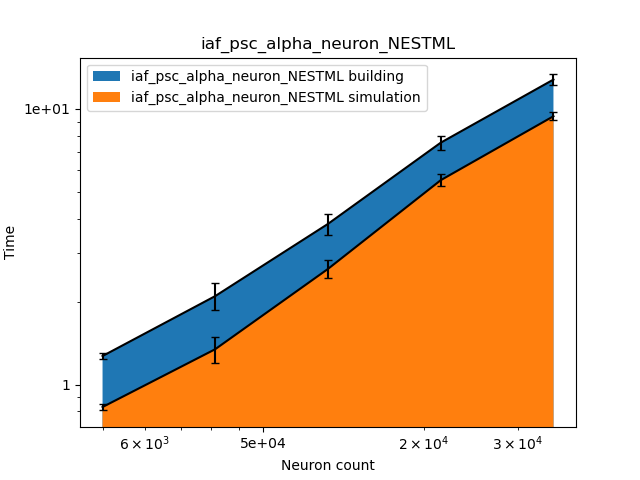 iaf_psc_alpha_neuron_NESTML
iaf_psc_alpha_neuron_NESTML building
iaf_psc_alpha_neuron_NESTML simulation
1e+01
Time
1
6 × 10³
5e+04
2 × 10⁴
3 × 10⁴
Neuron count